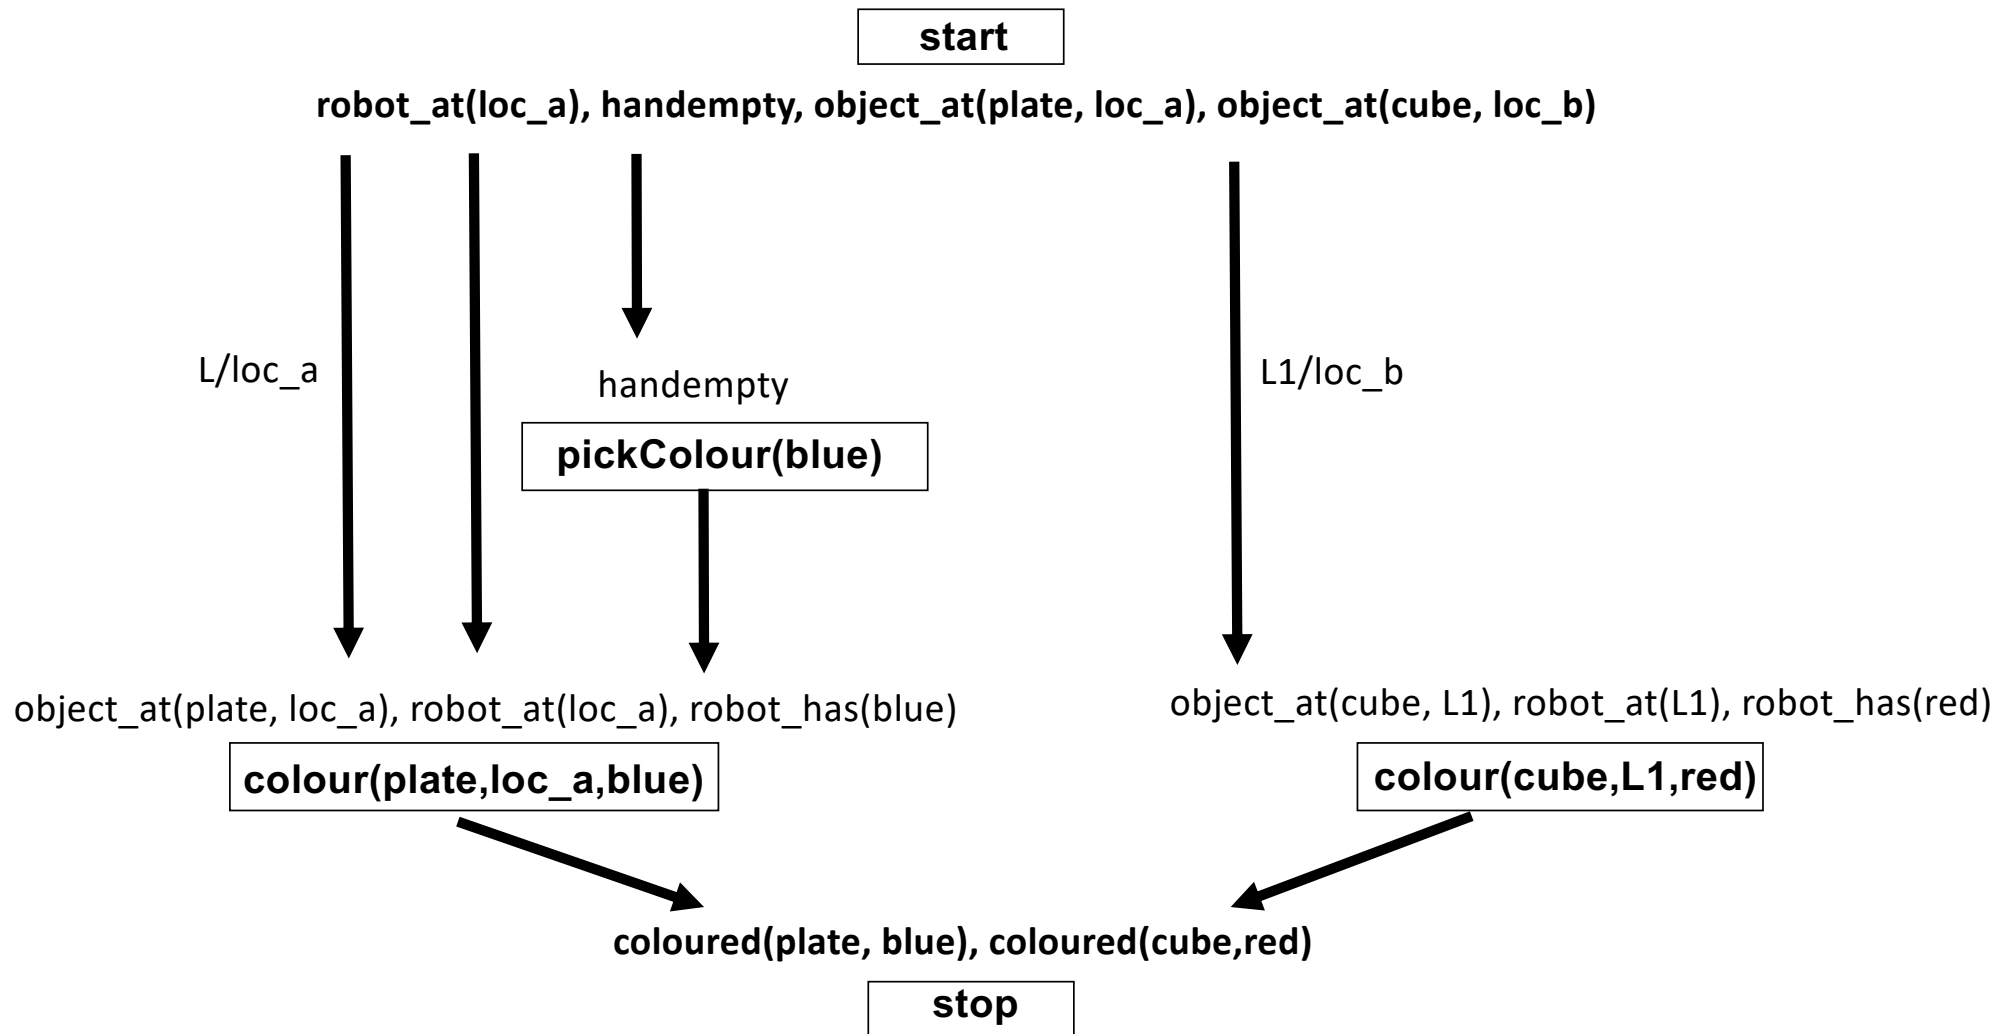 start
robot_at(loc_a), handempty, object_at(plate, loc_a), object_at(cube, loc_b)
L/loc_a
L1/loc_b
handempty
pickColour(blue)
object_at(plate, loc_a), robot_at(loc_a), robot_has(blue)
object_at(cube, L1), robot_at(L1), robot_has(red)
colour(plate,loc_a,blue)
colour(cube,L1,red)
coloured(plate, blue), coloured(cube,red)
stop